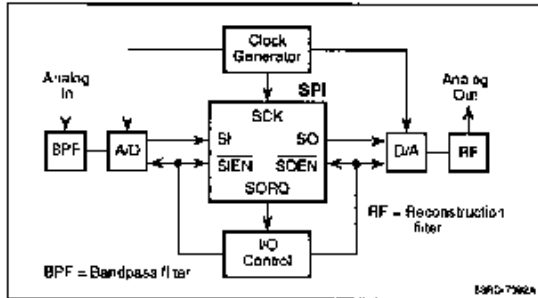 Clock
Generator
Analog
In
SPI
Analog
Out
SCK
BPF
A/D
SI
SO
SIEN
SOEN
D/A
RF
SORQ
I/O
Control
RF = Reconstruction
filter
BPF = Bandpass filter